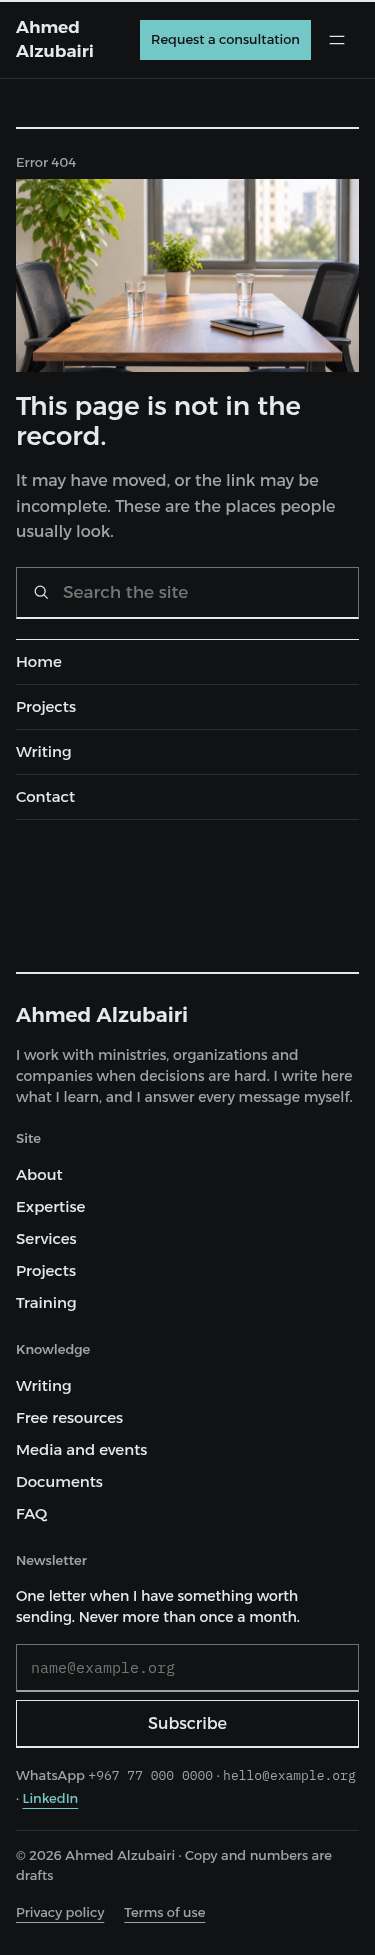 Ahmed
Alzubairi
Request a consultation
Error 404
This page is not in the
record.
It may have moved, or the link may be
incomplete. These are the places people
usually look.
Search the site
Home
Projects
Writing
Contact
Ahmed Alzubairi
I work with ministries, organizations and
companies when decisions are hard. I write here
what I learn, and I answer every message myself.
Site
About
Expertise
Services
Projects
Training
Knowledge
Writing
Free resources
Media and events
Documents
FAQ
Newsletter
One letter when I have something worth
sending. Never more than once a month.
name@example.org
Subscribe
WhatsApp +967 77 000 0000 · hello@example.org
· LinkedIn
© 2026 Ahmed Alzubairi · Copy and numbers are
drafts
Privacy policy Terms of use